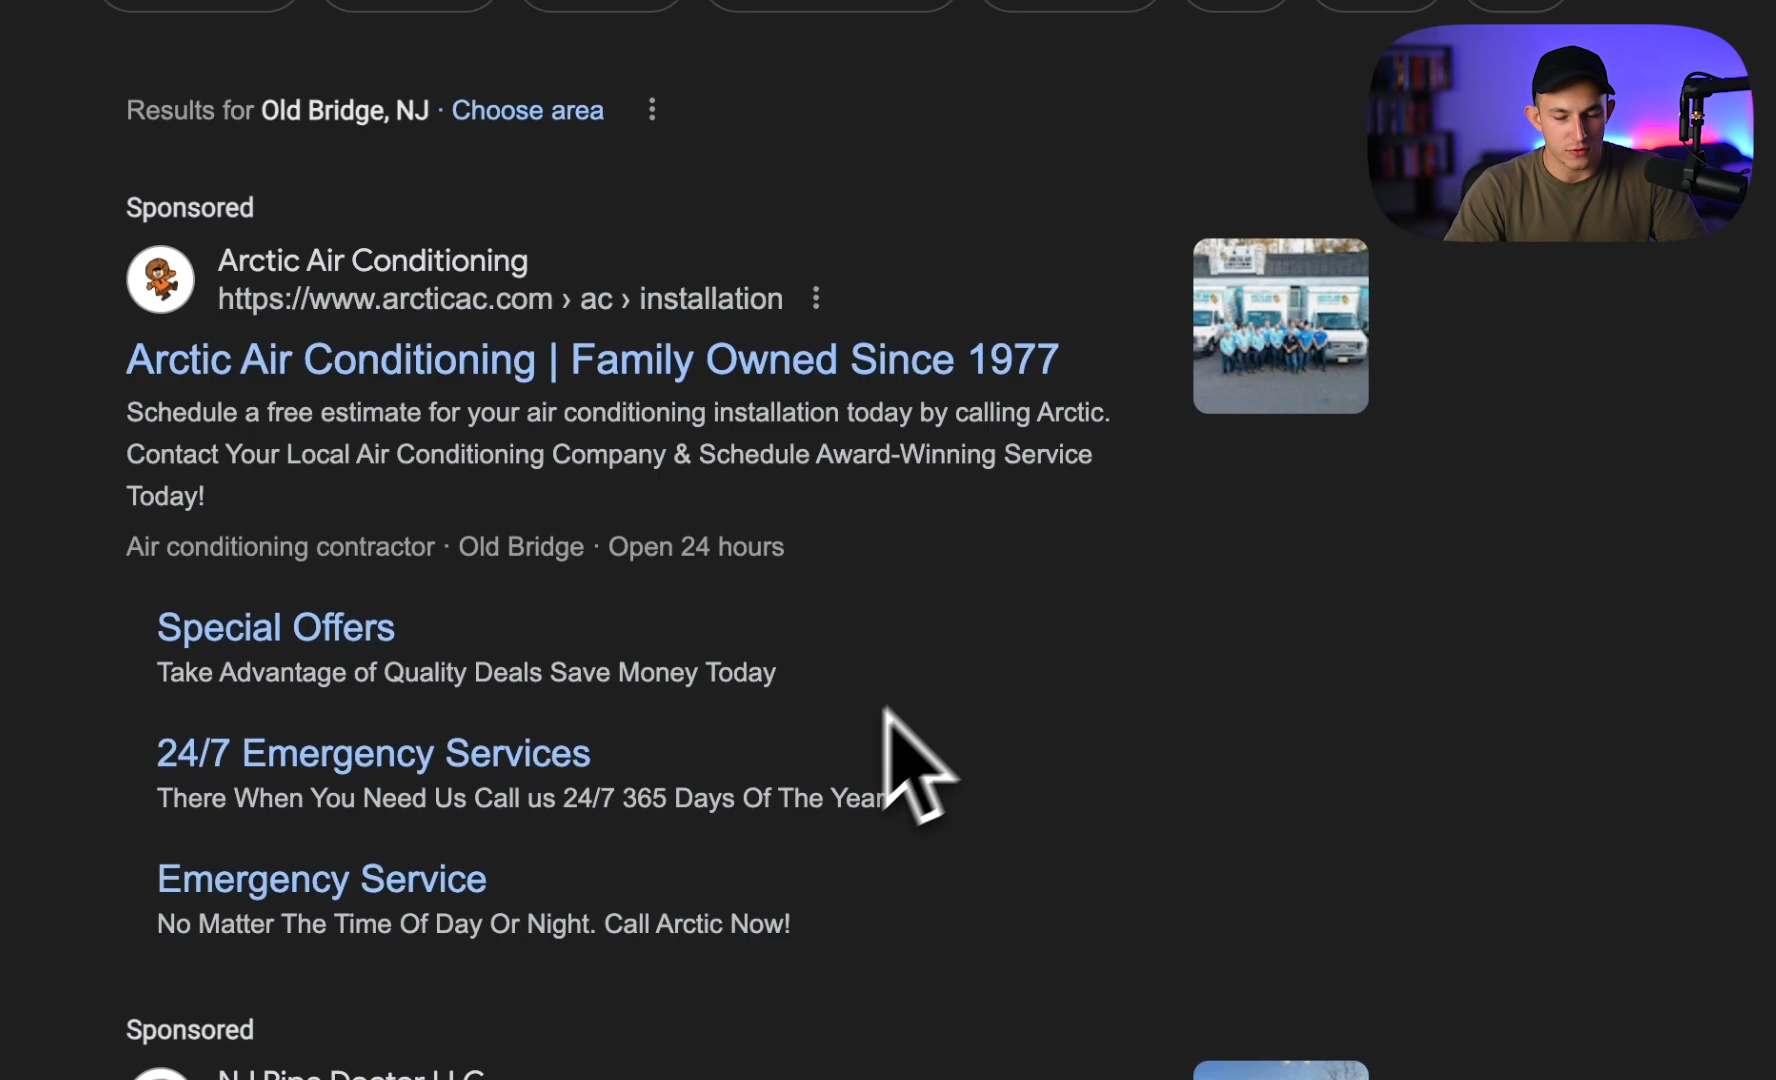 Results for Old Bridge, NJ · Choose area
Sponsored
Arctic Air Conditioning
https://www.arcticac.com › ac › installation
Arctic Air Conditioning | Family Owned Since 1977
Schedule a free estimate for your air conditioning installation today by calling Arctic.
Contact Your Local Air Conditioning Company & Schedule Award-Winning Service
Today!
Air conditioning contractor · Old Bridge · Open 24 hours
Special Offers
Take Advantage of Quality Deals Save Money Today
24/7 Emergency Services
There When You Need Us Call us 24/7 365 Days Of The Year
Emergency Service
No Matter The Time Of Day Or Night. Call Arctic Now!
Sponsored
NJ Pipe Doctor LLC